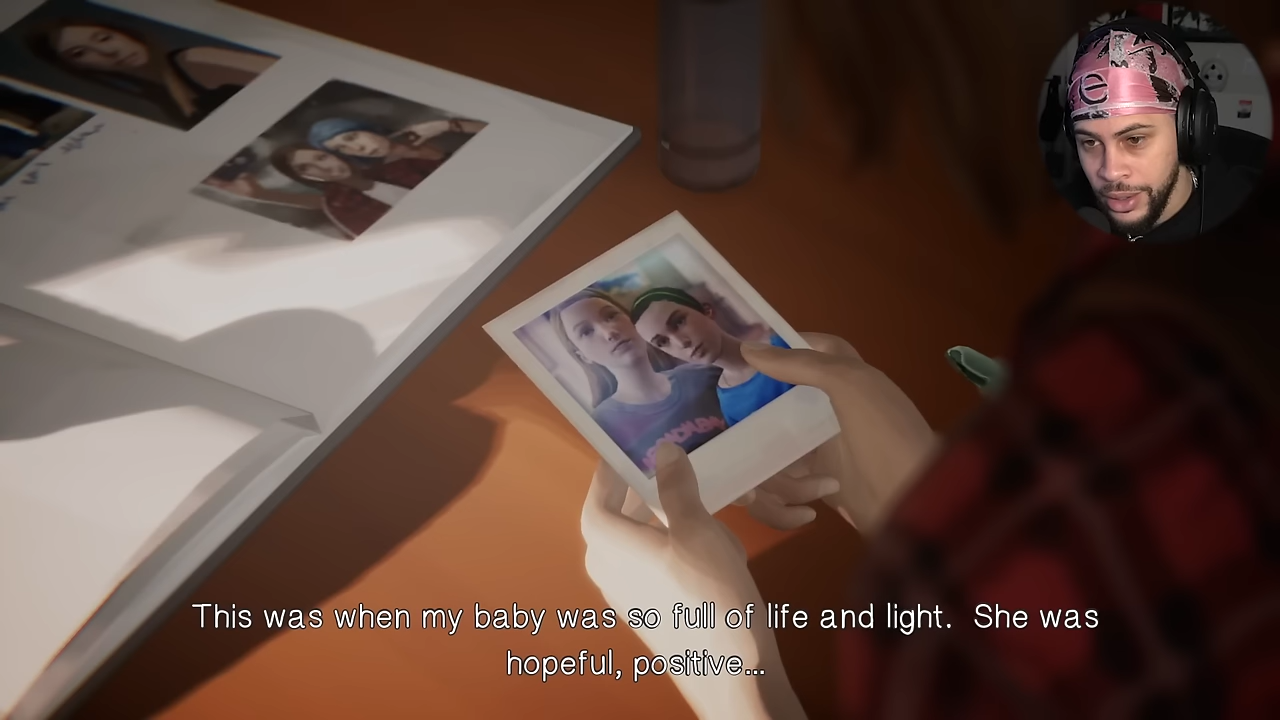 This was when my baby was so full of life and light. She was
hopeful, positive...